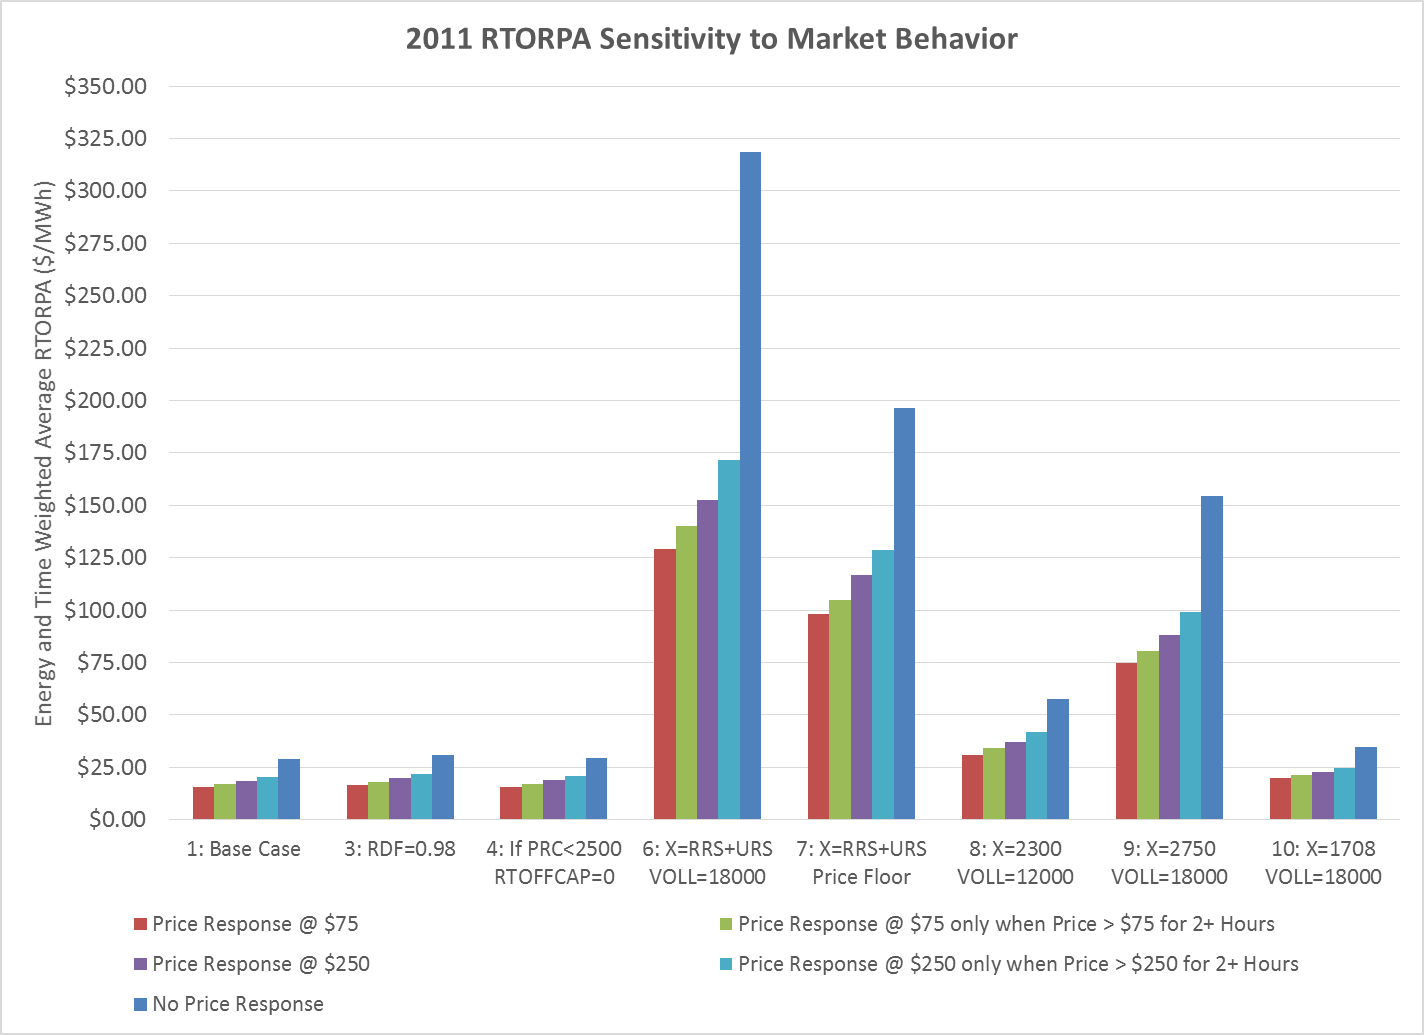 2011 RTORPA Sensitivity to Market Behavior
Energy and Time Weighted Average RTORPA ($/MWh)
$350.00
$325.00
$300.00
$275.00
$250.00
$225.00
$200.00
$175.00
$150.00
$125.00
$100.00
$75.00
$50.00
$25.00
$0.00
1: Base Case
3: RDF=0.98
4: If PRC<2500
RTOFFCAP=0
6: X=RRS+URS
VOLL=18000
7: X=RRS+URS
Price Floor
8: X=2300
VOLL=12000
9: X=2750
VOLL=18000
10: X=1708
VOLL=18000
Price Response @ $75
Price Response @ $75 only when Price > $75 for 2+ Hours
Price Response @ $250
Price Response @ $250 only when Price > $250 for 2+ Hours
No Price Response